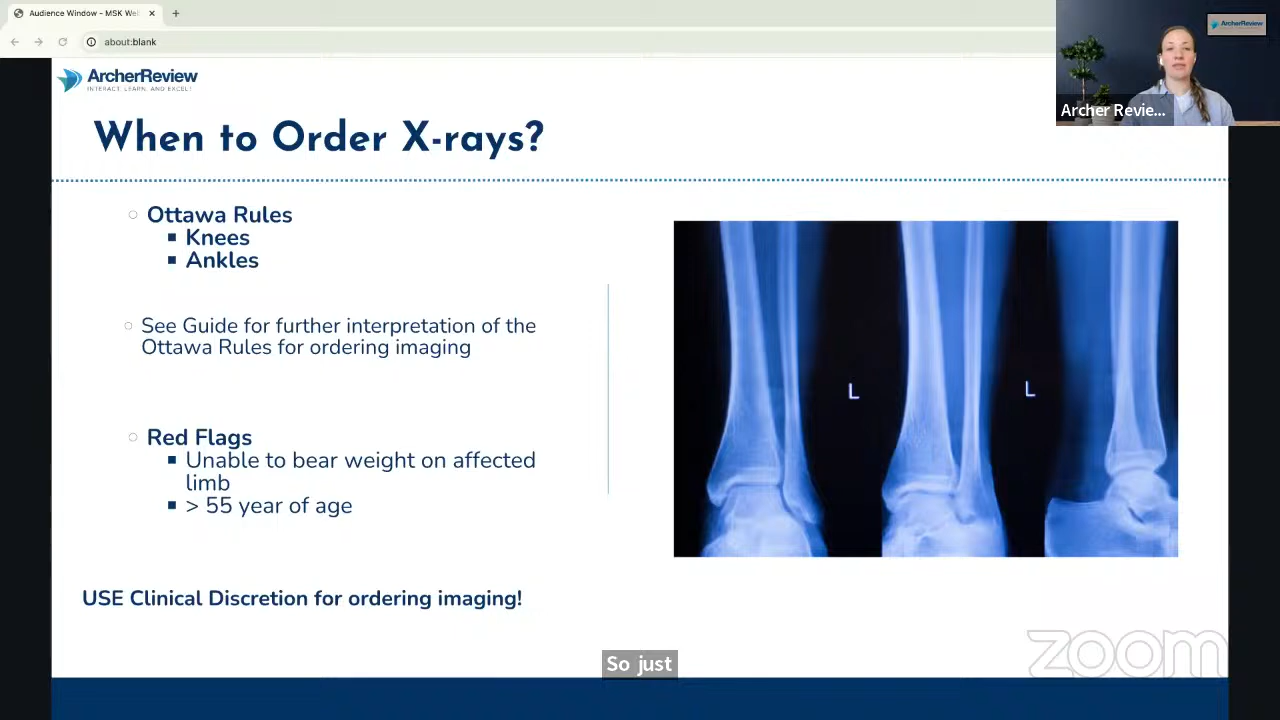 Audience Window - MSK Wel
about:blank
ArcherReview
INTERACT, LEARN, AND EXCEL!
ArcherReview
Archer Revie...
When to Order X-rays?
Ottawa Rules
Knees
Ankles
See Guide for further interpretation of the
Ottawa Rules for ordering imaging
Red Flags
Unable to bear weight on affected
limb
> 55 year of age
L
L
USE Clinical Discretion for ordering imaging!
So just
zoom